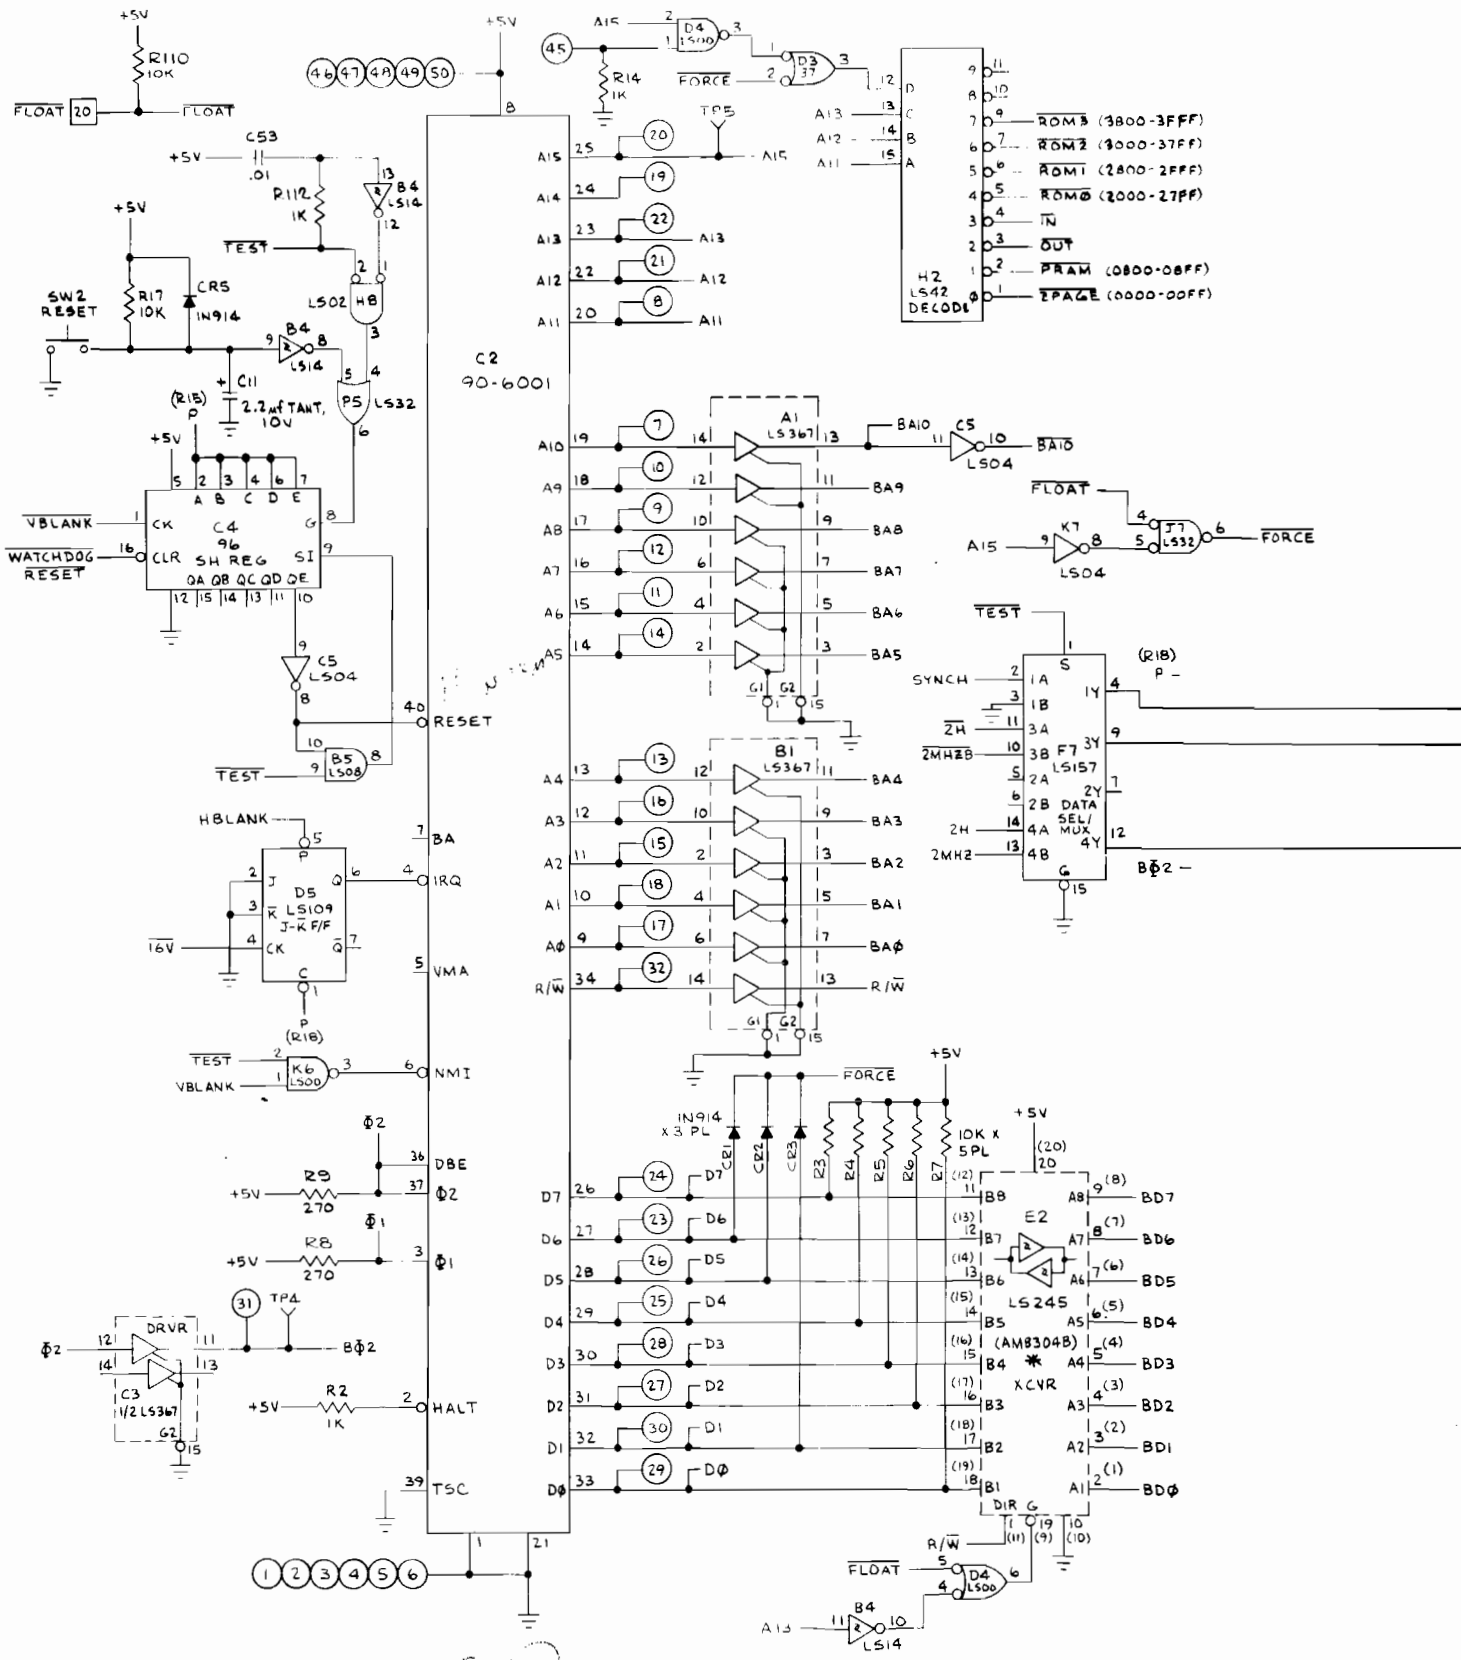 +5V
R110
10K
FLOAT 20 FLOAT
+5V
46 47 48 49 50
8
45
A15 2
1
D4
LS00
3
R14
1K
FORCE
1
2
D3
37
3
12 D
A13 13 C
A12 14 B
A11 15 A
H2
LS42
DECODE
9 11
8 10
7 9 ROM3 (3800-3FFF)
6 7 ROM2 (3000-37FF)
5 6 ROM1 (2800-2FFF)
4 5 ROMØ (2000-27FF)
3 4 IN
2 3 OUT
1 2 PRAM (0800-08FF)
Ø 1 ZPAGE (0000-00FF)
+5V C53
.01
R112
1K
13
B4
LS14
12
TEST
2 1
LS02 H8
3
+5V
SW2
RESET
R17
10K
CR5
1N914
9 B4 8
LS14
5 4
P5 LS32
6
+ C11
2.2µf TANT,
10V
(R15)
P
+5V
5 2 3 4 6 7
A B C D E
VBLANK 1 CK
WATCHDOG 16 CLR
RESET
C4
96
SH REG
G 8
SI 9
QA QB QC QD QE
12 15 14 13 11 10
9
C5
LS04
8
10
9
B5
LS08
8
TEST
40 RESET
HBLANK
5
P
2 J
3 K
4 CK
D5
LS109
J-K F/F
Q 6
Q 7
16V
C
1
P
(R18)
7 BA
4 IRQ
5 VMA
TEST 2
VBLANK 1
K6
LS00
3
6 NMI
Φ2
36 DBE
37 Φ2
+5V R9
270
Φ1
+5V R8
270
3 Φ1
31 TP4
DRVR
Φ2 12 11 BΦ2
14 13
C3
1/2 LS367
G2
15
+5V R2
1K
2 HALT
39 TSC
1 21
1 2 3 4 5 6
C2
90-6001
TP5
A15 25 20 A15
A14 24 19
A13 23 22 A13
A12 22 21 A12
A11 20 8 A11
A1
LS367
A10 19 7 14 13 BA10
A9 18 10 12 11 BA9
A8 17 9 10 9 BA8
A7 16 12 6 7 BA7
A6 15 11 4 5 BA6
A5 14 14 2 3 BA5
G1 G2
1 15
11 C5 10 BA10
LS04
FLOAT
A15 9 K7 8
LS04
4
5
J7
LS32
6 FORCE
B1
LS367
A4 13 13 12 11 BA4
A3 12 16 10 9 BA3
A2 11 15 2 3 BA2
A1 10 18 4 5 BA1
AØ 9 17 6 7 BAØ
R/W 34 32 14 13 R/W
G1 G2
1 15
TEST
1
S
SYNCH 2 1A
3 1B
2H 11 3A
2MHZB 10 3B
5 2A
6 2B
2H 14 4A
2MHZ 13 4B
F7
LS157
DATA
SEL/
MUX
G
15
(R18)
P
1Y 4
3Y 9
2Y 7
4Y 12
BΦ2
FORCE
1N914
x 3 PL
CR1 CR2 CR3
+5V
R3 R4 R5 R6 R7
10K x
5PL
+5V
(20)
20
D7 26 24 D7 (12) 11 B8 A8 9 (8) BD7
D6 27 23 D6 (13) 12 B7 A7 8 (7) BD6
D5 28 26 D5 (14) 13 B6 A6 7 (6) BD5
D4 29 25 D4 (15) 14 B5 A5 6 (5) BD4
D3 30 28 D3 (16) 15 B4 A4 5 (4) BD3
D2 31 27 D2 (17) 16 B3 A3 4 (3) BD2
D1 32 30 D1 (18) 17 B2 A2 3 (2) BD1
DØ 33 29 DØ (19) 18 B1 A1 2 (1) BDØ
E2
LS245
(AM8304B)
*
XCVR
DIR G
1 19 10
(11) (9) (10)
R/W
FLOAT 5
4
D4
LS00
6
A13 11 B4 10
LS14